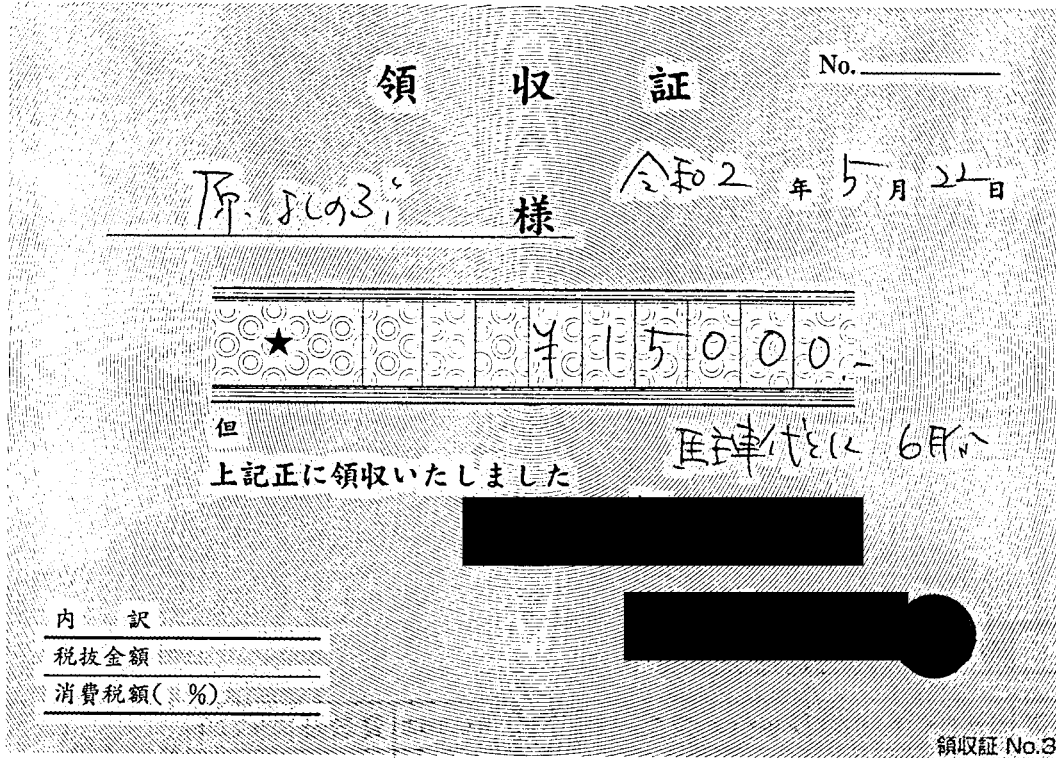 領収証
No.
原 よしのぶ 様
令和2年5月22日
★ ¥15000.-
但 駐車代として 6月分
上記正に領収いたしました
内訳
税抜金額
消費税額( %)
領収証 No.3